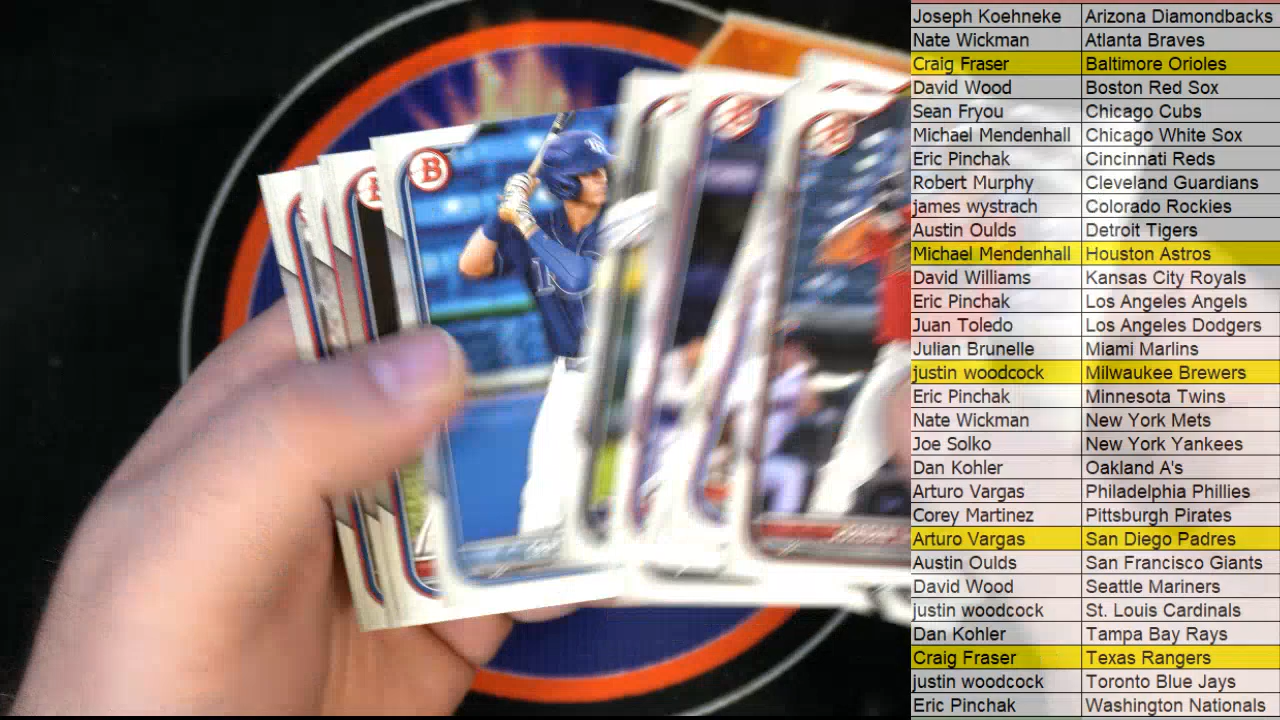 Joseph Koehneke Arizona Diamondbacks
Nate Wickman Atlanta Braves
Craig Fraser Baltimore Orioles
David Wood Boston Red Sox
Sean Fryou Chicago Cubs
Michael Mendenhall Chicago White Sox
Eric Pinchak Cincinnati Reds
Robert Murphy Cleveland Guardians
james wystrach Colorado Rockies
Austin Oulds Detroit Tigers
Michael Mendenhall Houston Astros
David Williams Kansas City Royals
Eric Pinchak Los Angeles Angels
Juan Toledo Los Angeles Dodgers
Julian Brunelle Miami Marlins
justin woodcock Milwaukee Brewers
Eric Pinchak Minnesota Twins
Nate Wickman New York Mets
Joe Solko New York Yankees
Dan Kohler Oakland A's
Arturo Vargas Philadelphia Phillies
Corey Martinez Pittsburgh Pirates
Arturo Vargas San Diego Padres
Austin Oulds San Francisco Giants
David Wood Seattle Mariners
justin woodcock St. Louis Cardinals
Dan Kohler Tampa Bay Rays
Craig Fraser Texas Rangers
justin woodcock Toronto Blue Jays
Eric Pinchak Washington Nationals
B